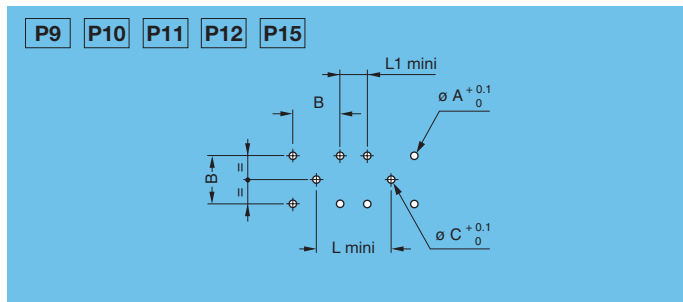 P9 P10 P11 P12 P15
L1 mini
B
ø A + 0.1 0
B = =
L mini
ø C + 0.1 0